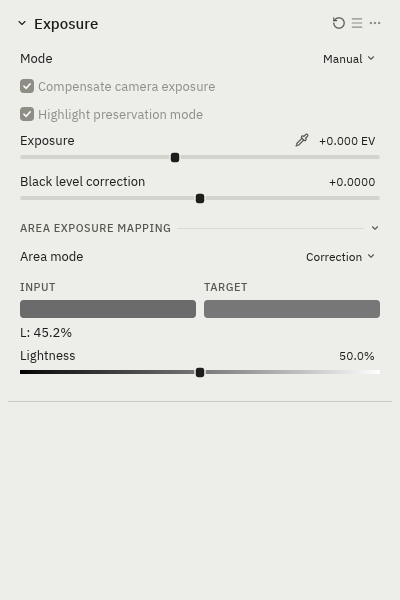 Exposure
Mode Manual
Compensate camera exposure
Highlight preservation mode
Exposure +0.000 EV
Black level correction +0.0000
AREA EXPOSURE MAPPING
Area mode Correction
INPUT TARGET
L: 45.2%
Lightness 50.0%